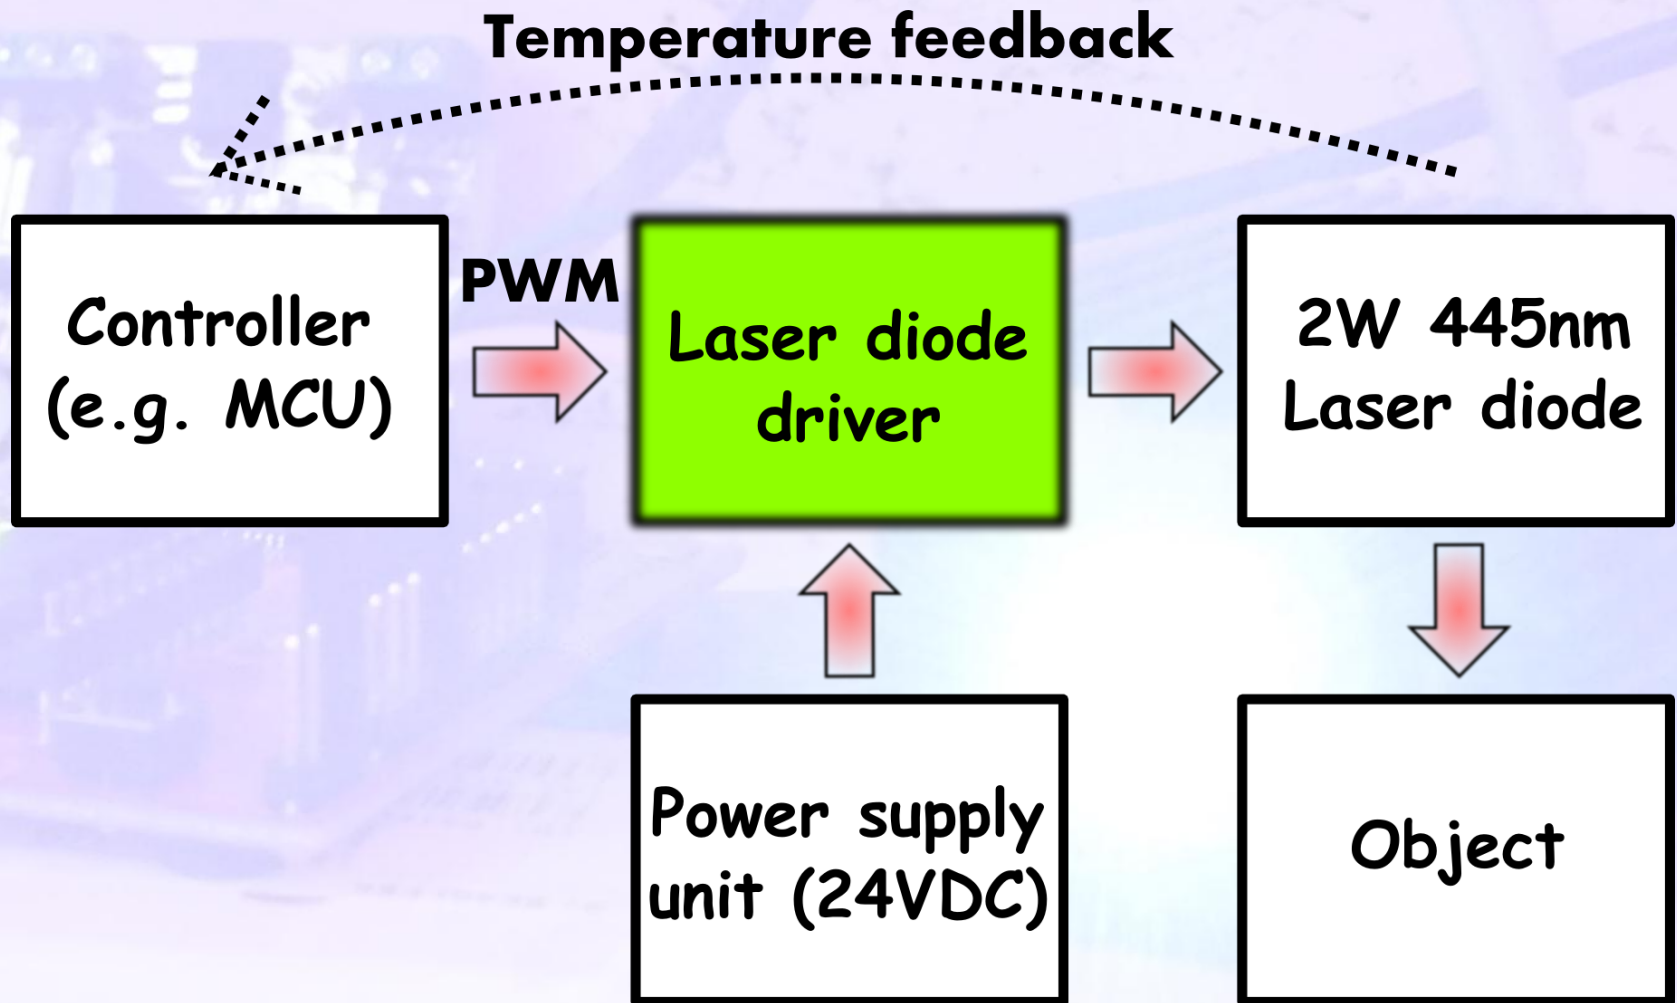 Temperature feedback
Controller
(e.g. MCU)
PWM
Laser diode
driver
2W 445nm
Laser diode
Power supply
unit (24VDC)
Object